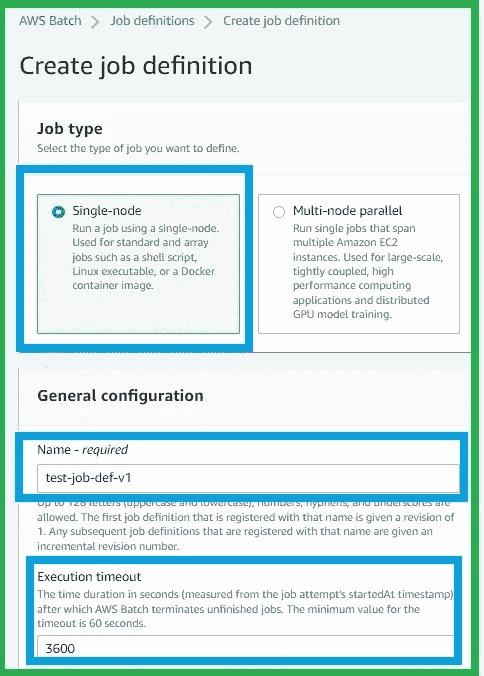 AWS Batch > Job definitions > Create job definition
Create job definition
Job type
Select the type of job you want to define.
Single-node
Run a job using a single-node.
Used for standard and array
jobs such as a shell script,
Linux executable, or a Docker
container image.
Multi-node parallel
Run single jobs that span
multiple Amazon EC2
instances. Used for large-scale,
tightly coupled, high
performance computing
applications and distributed
GPU model training.
General configuration
Name - required
test-job-def-v1
Up to 128 letters (uppercase and lowercase), numbers, hyphens, and underscores are
allowed. The first job definition that is registered with that name is given a revision of
1. Any subsequent job definitions that are registered with that name are given an
incremental revision number.
Execution timeout
The time duration in seconds (measured from the job attempt's startedAt timestamp)
after which AWS Batch terminates unfinished jobs. The minimum value for the
timeout is 60 seconds.
3600